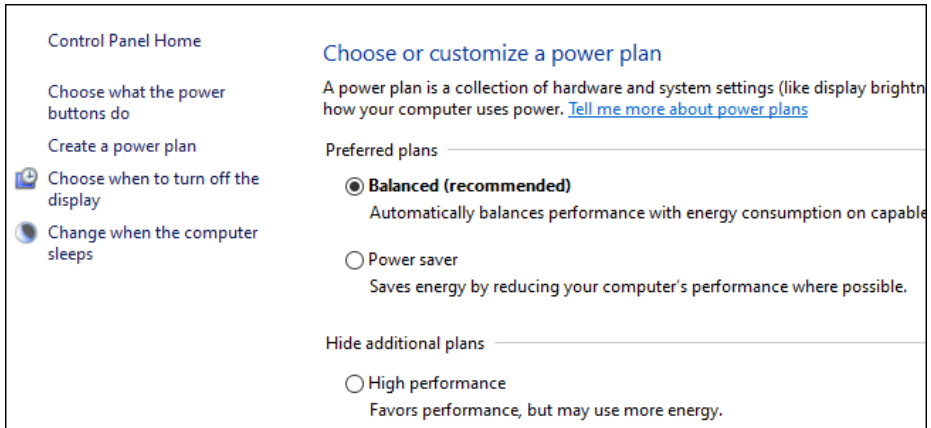 Control Panel Home
Choose what the power
buttons do
Create a power plan
Choose when to turn off the
display
Change when the computer
sleeps
Choose or customize a power plan
A power plan is a collection of hardware and system settings (like display brightn
how your computer uses power. Tell me more about power plans
Preferred plans
Balanced (recommended)
Automatically balances performance with energy consumption on capable
Power saver
Saves energy by reducing your computer's performance where possible.
Hide additional plans
High performance
Favors performance, but may use more energy.